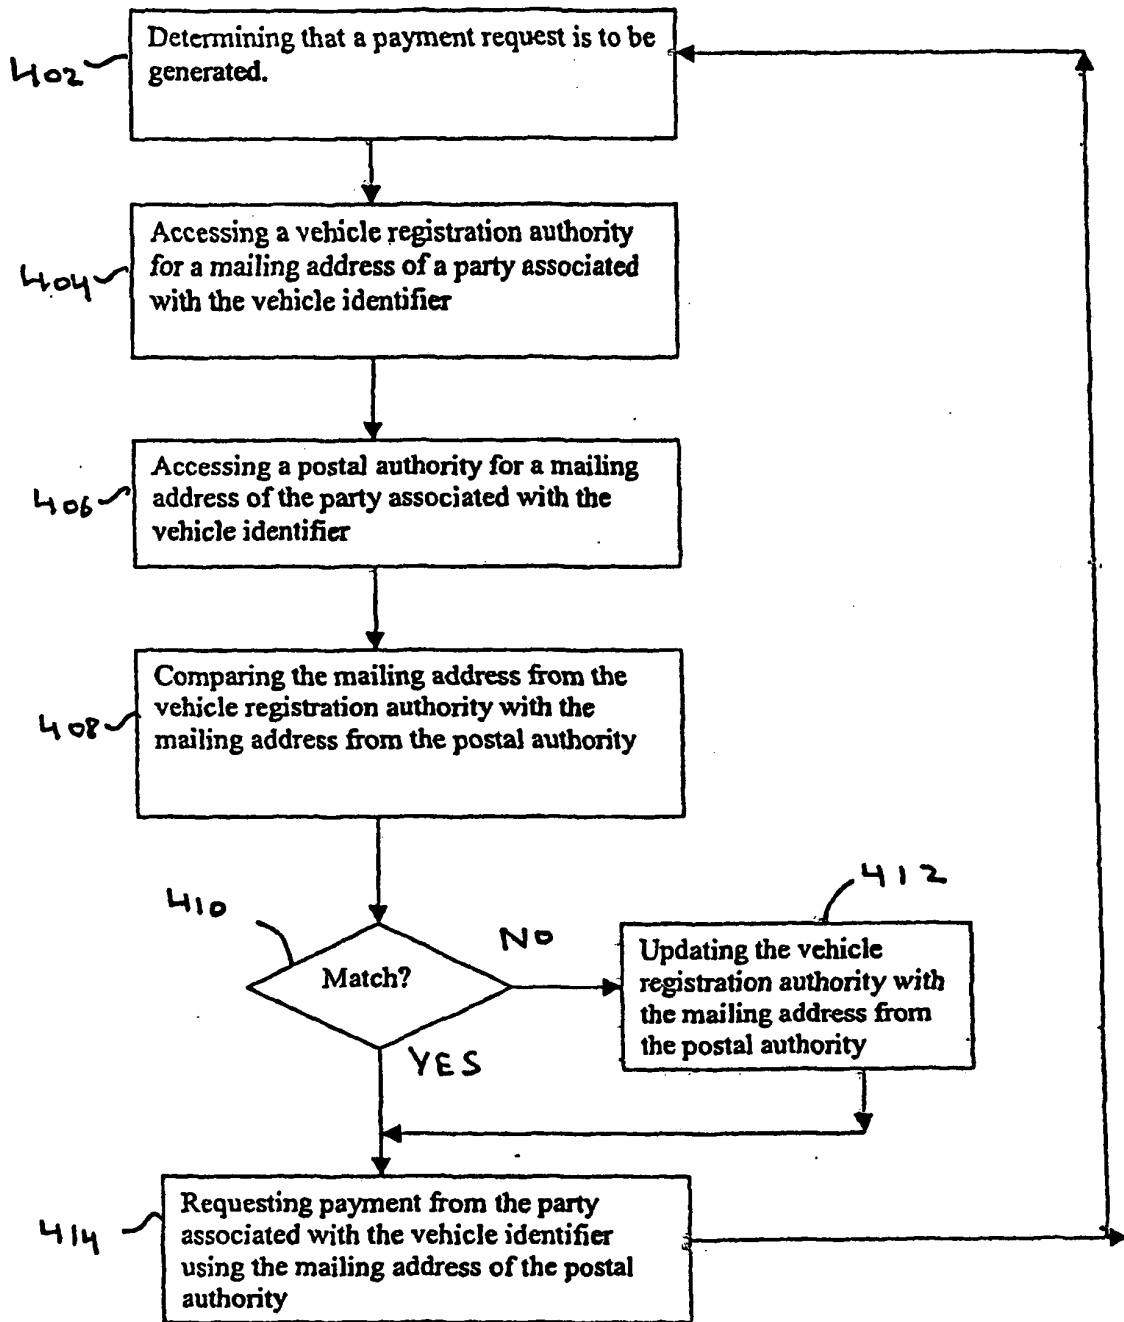 402
Determining that a payment request is to be
generated.
404
Accessing a vehicle registration authority
for a mailing address of a party associated
with the vehicle identifier
406
Accessing a postal authority for a mailing
address of the party associated with the
vehicle identifier
408
Comparing the mailing address from the
vehicle registration authority with the
mailing address from the postal authority
410
Match?
NO
YES
412
Updating the vehicle
registration authority with
the mailing address from
the postal authority
414
Requesting payment from the party
associated with the vehicle identifier
using the mailing address of the postal
authority